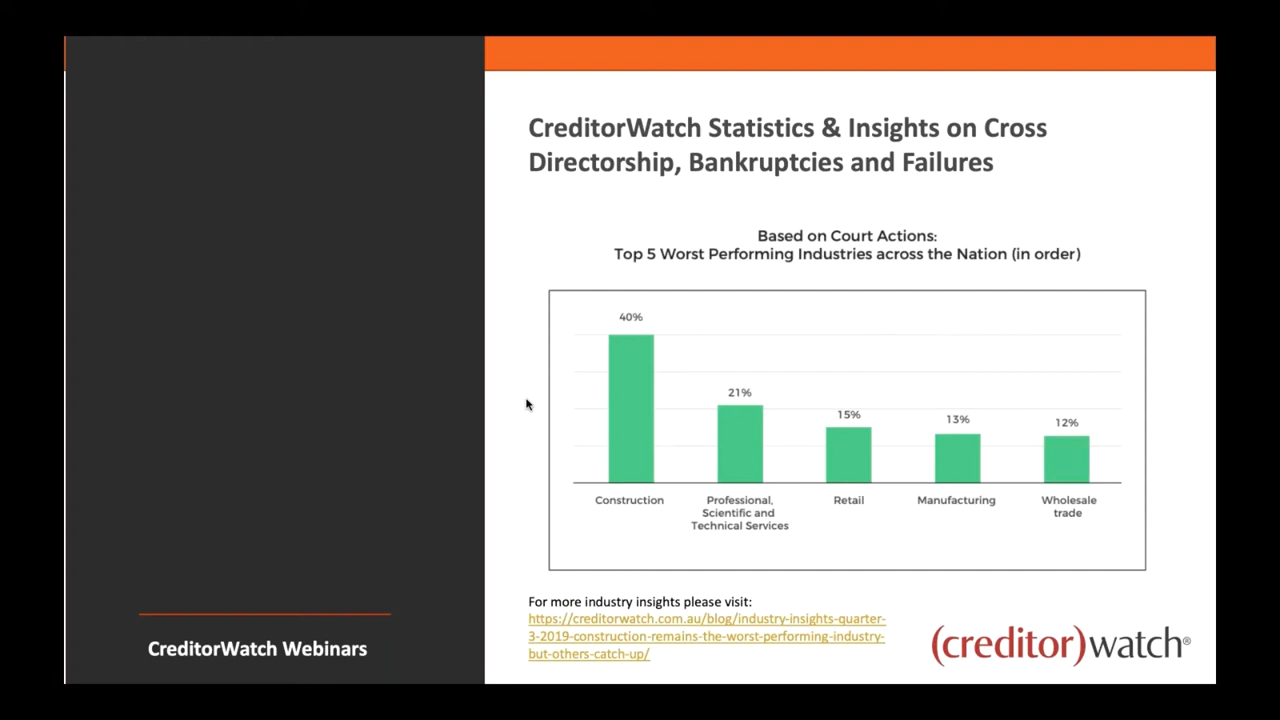 CreditorWatch Statistics & Insights on Cross
Directorship, Bankruptcies and Failures
Based on Court Actions:
Top 5 Worst Performing Industries across the Nation (in order)
40%
21%
15%
13%
12%
Construction
Professional,
Scientific and
Technical Services
Retail
Manufacturing
Wholesale
trade
For more industry insights please visit:
https://creditorwatch.com.au/blog/industry-insights-quarter-
3-2019-construction-remains-the-worst-performing-industry-
but-others-catch-up/
CreditorWatch Webinars
(creditor)watch®